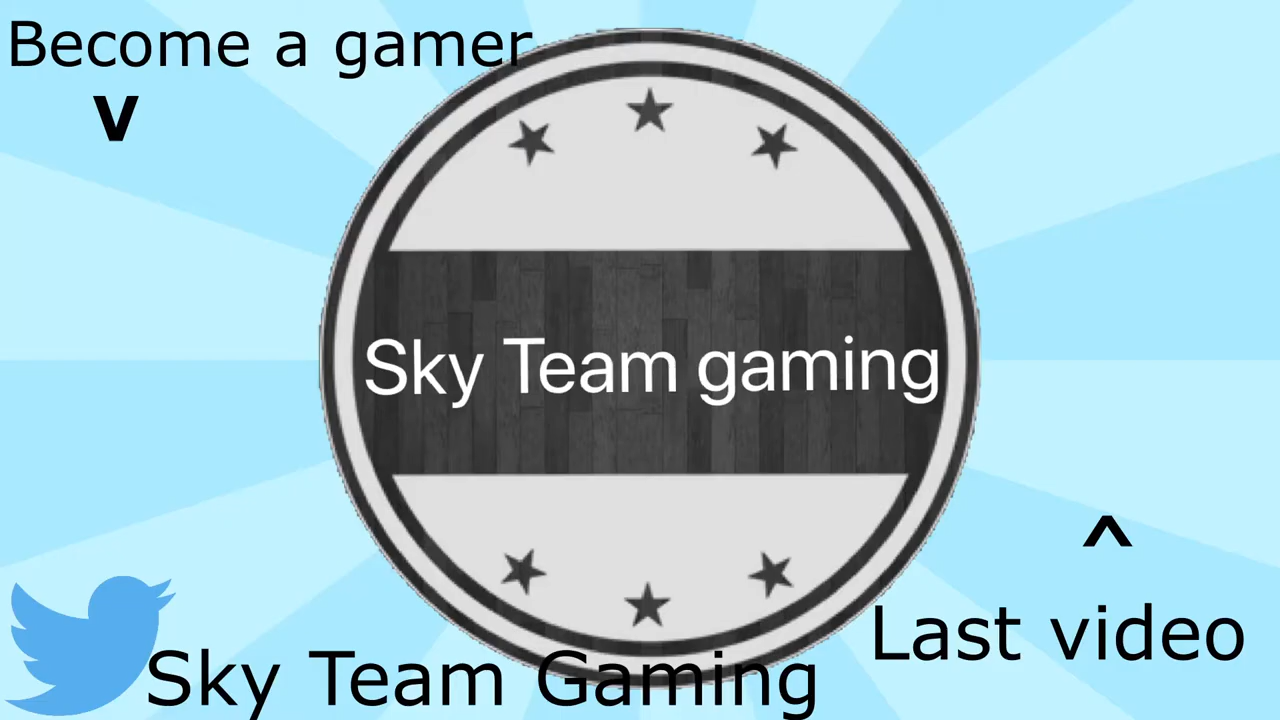 Become a gamer
v
Sky Team gaming
^
Last video
Sky Team Gaming